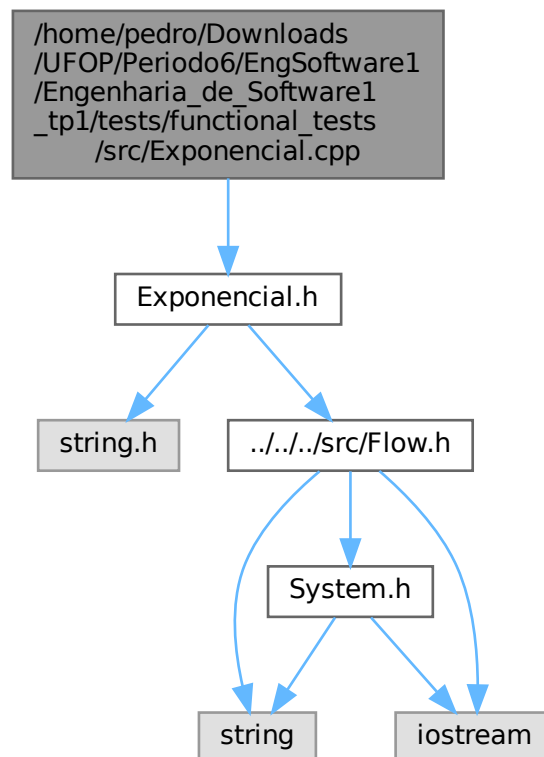 /home/pedro/Downloads
/UFOP/Periodo6/EngSoftware1
/Engenharia_de_Software1
_tp1/tests/functional_tests
/src/Exponencial.cpp
Exponencial.h
string.h
../../../src/Flow.h
System.h
string
iostream